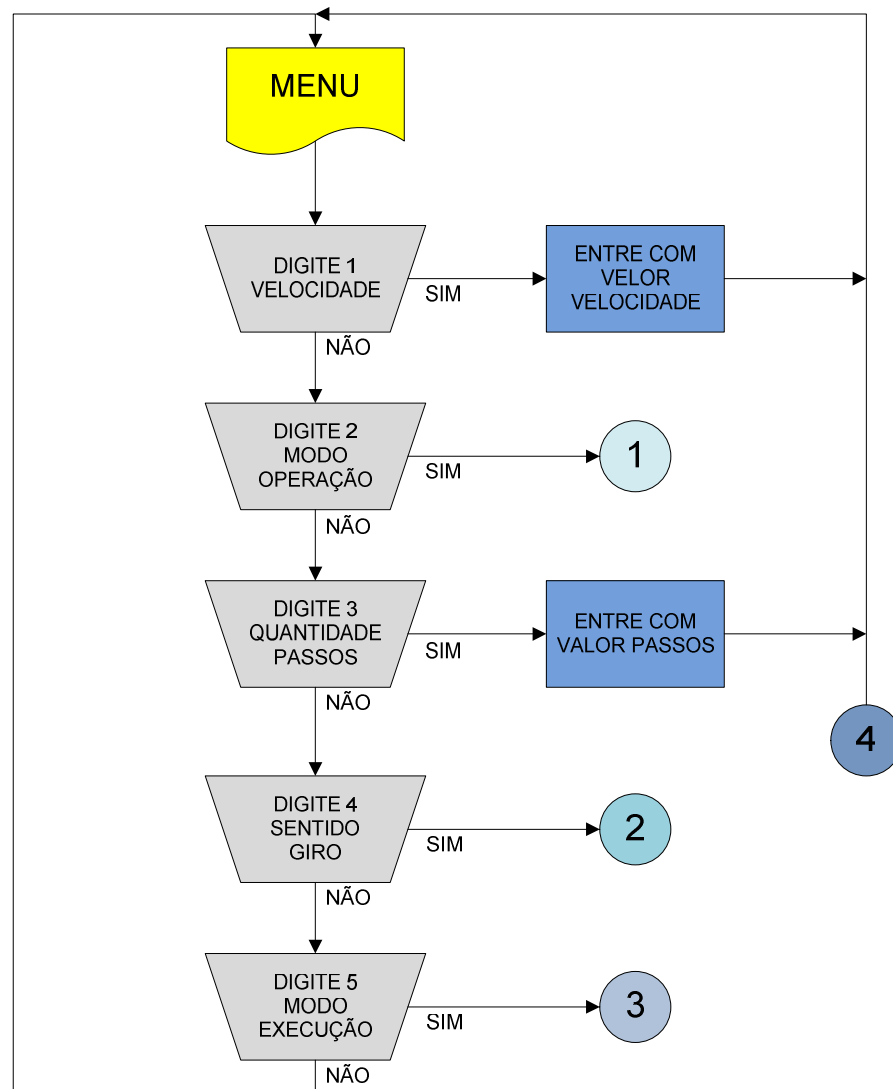 MENU
DIGITE 1
VELOCIDADE
SIM
ENTRE COM
VELOR
VELOCIDADE
NÃO
DIGITE 2
MODO
OPERAÇÃO
SIM
1
NÃO
DIGITE 3
QUANTIDADE
PASSOS
SIM
ENTRE COM
VALOR PASSOS
NÃO
4
DIGITE 4
SENTIDO
GIRO
SIM
2
NÃO
DIGITE 5
MODO
EXECUÇÃO
SIM
3
NÃO